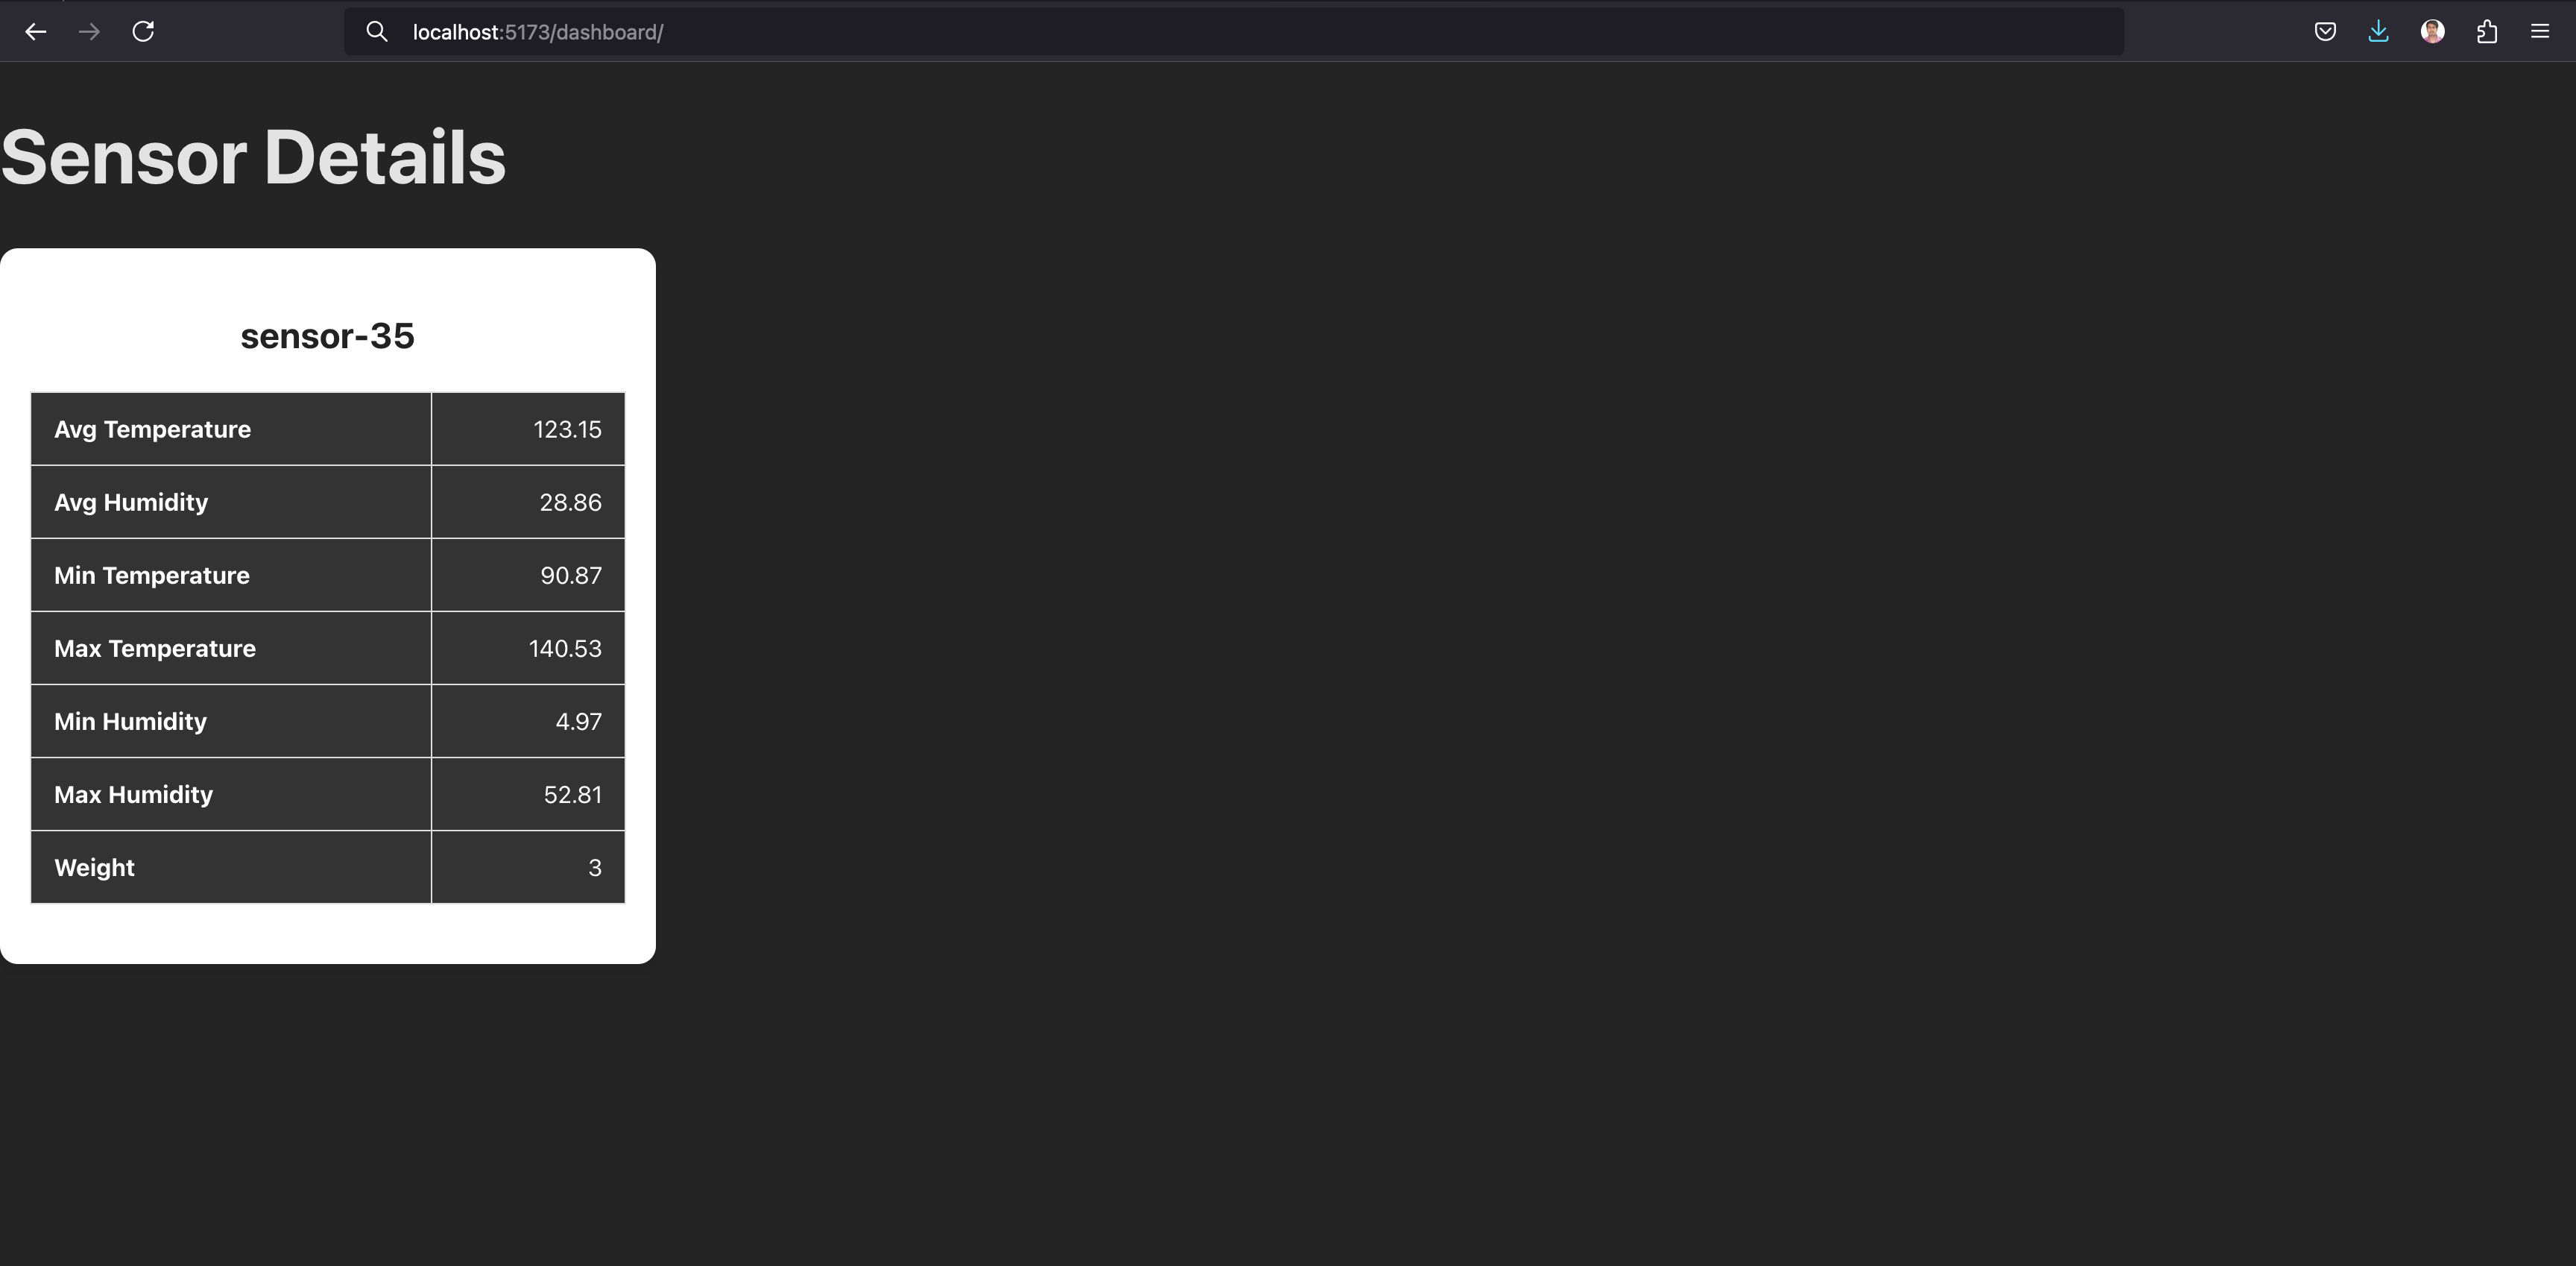 localhost:5173/dashboard/
Sensor Details
sensor-35
Avg Temperature 123.15
Avg Humidity 28.86
Min Temperature 90.87
Max Temperature 140.53
Min Humidity 4.97
Max Humidity 52.81
Weight 3